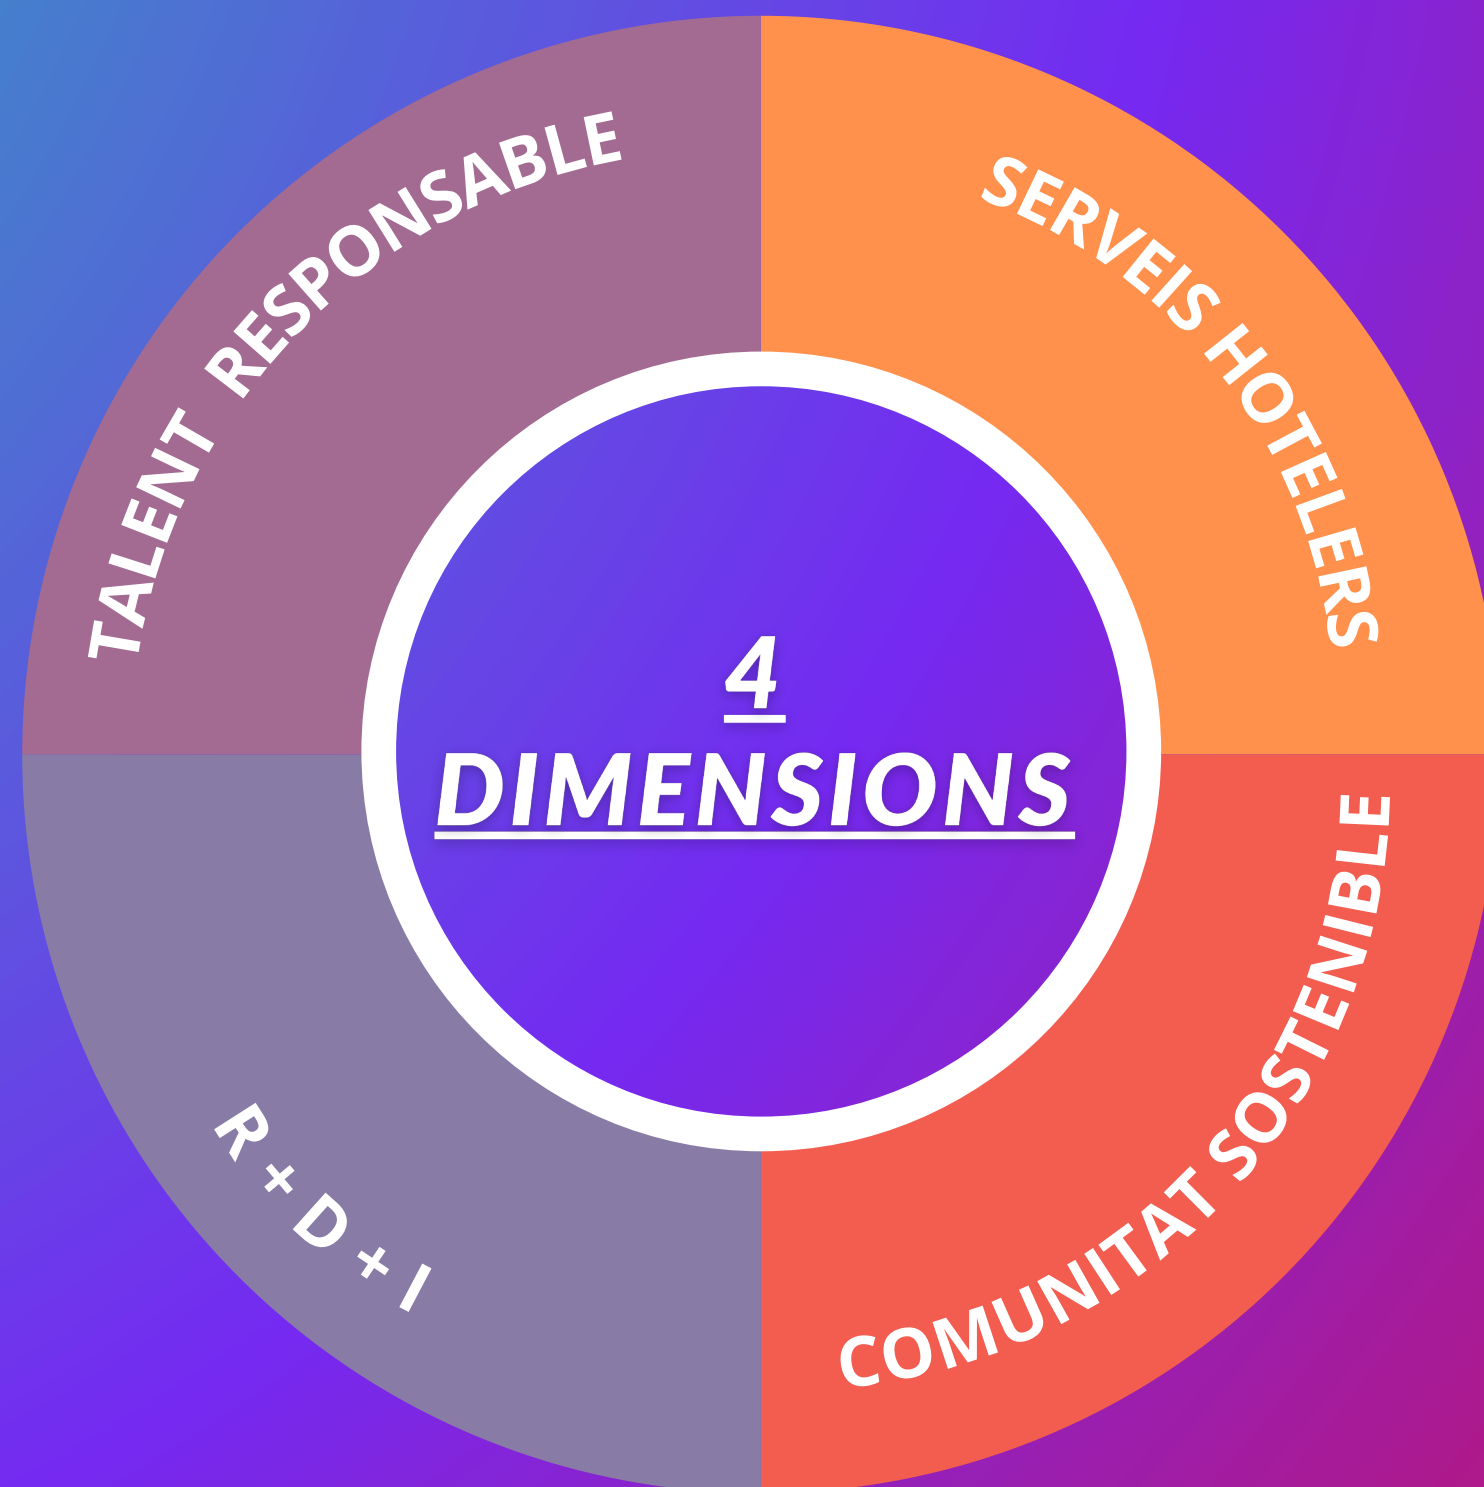 TALENT RESPONSABLE
SERVEIS HOTELERS
4
DIMENSIONS
R + D + I
COMUNITAT SOSTENIBLE